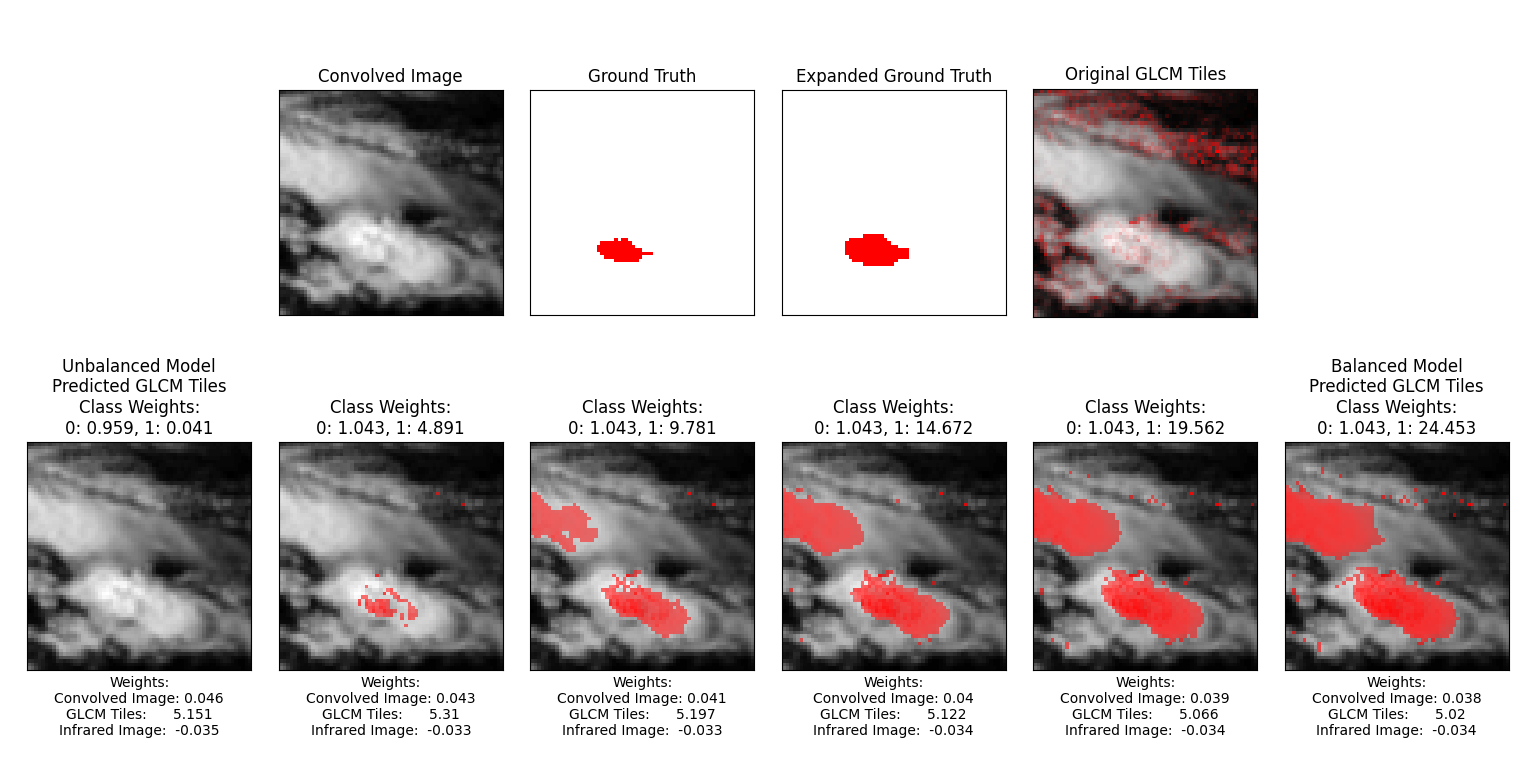 Convolved Image
Ground Truth
Expanded Ground Truth
Original GLCM Tiles
Unbalanced Model
Predicted GLCM Tiles
Class Weights:
0: 0.959, 1: 0.041
Class Weights:
0: 1.043, 1: 4.891
Class Weights:
0: 1.043, 1: 9.781
Class Weights:
0: 1.043, 1: 14.672
Class Weights:
0: 1.043, 1: 19.562
Balanced Model
Predicted GLCM Tiles
Class Weights:
0: 1.043, 1: 24.453
Weights:
Convolved Image: 0.046
GLCM Tiles: 5.151
Infrared Image: -0.035
Weights:
Convolved Image: 0.043
GLCM Tiles: 5.31
Infrared Image: -0.033
Weights:
Convolved Image: 0.041
GLCM Tiles: 5.197
Infrared Image: -0.033
Weights:
Convolved Image: 0.04
GLCM Tiles: 5.122
Infrared Image: -0.034
Weights:
Convolved Image: 0.039
GLCM Tiles: 5.066
Infrared Image: -0.034
Weights:
Convolved Image: 0.038
GLCM Tiles: 5.02
Infrared Image: -0.034